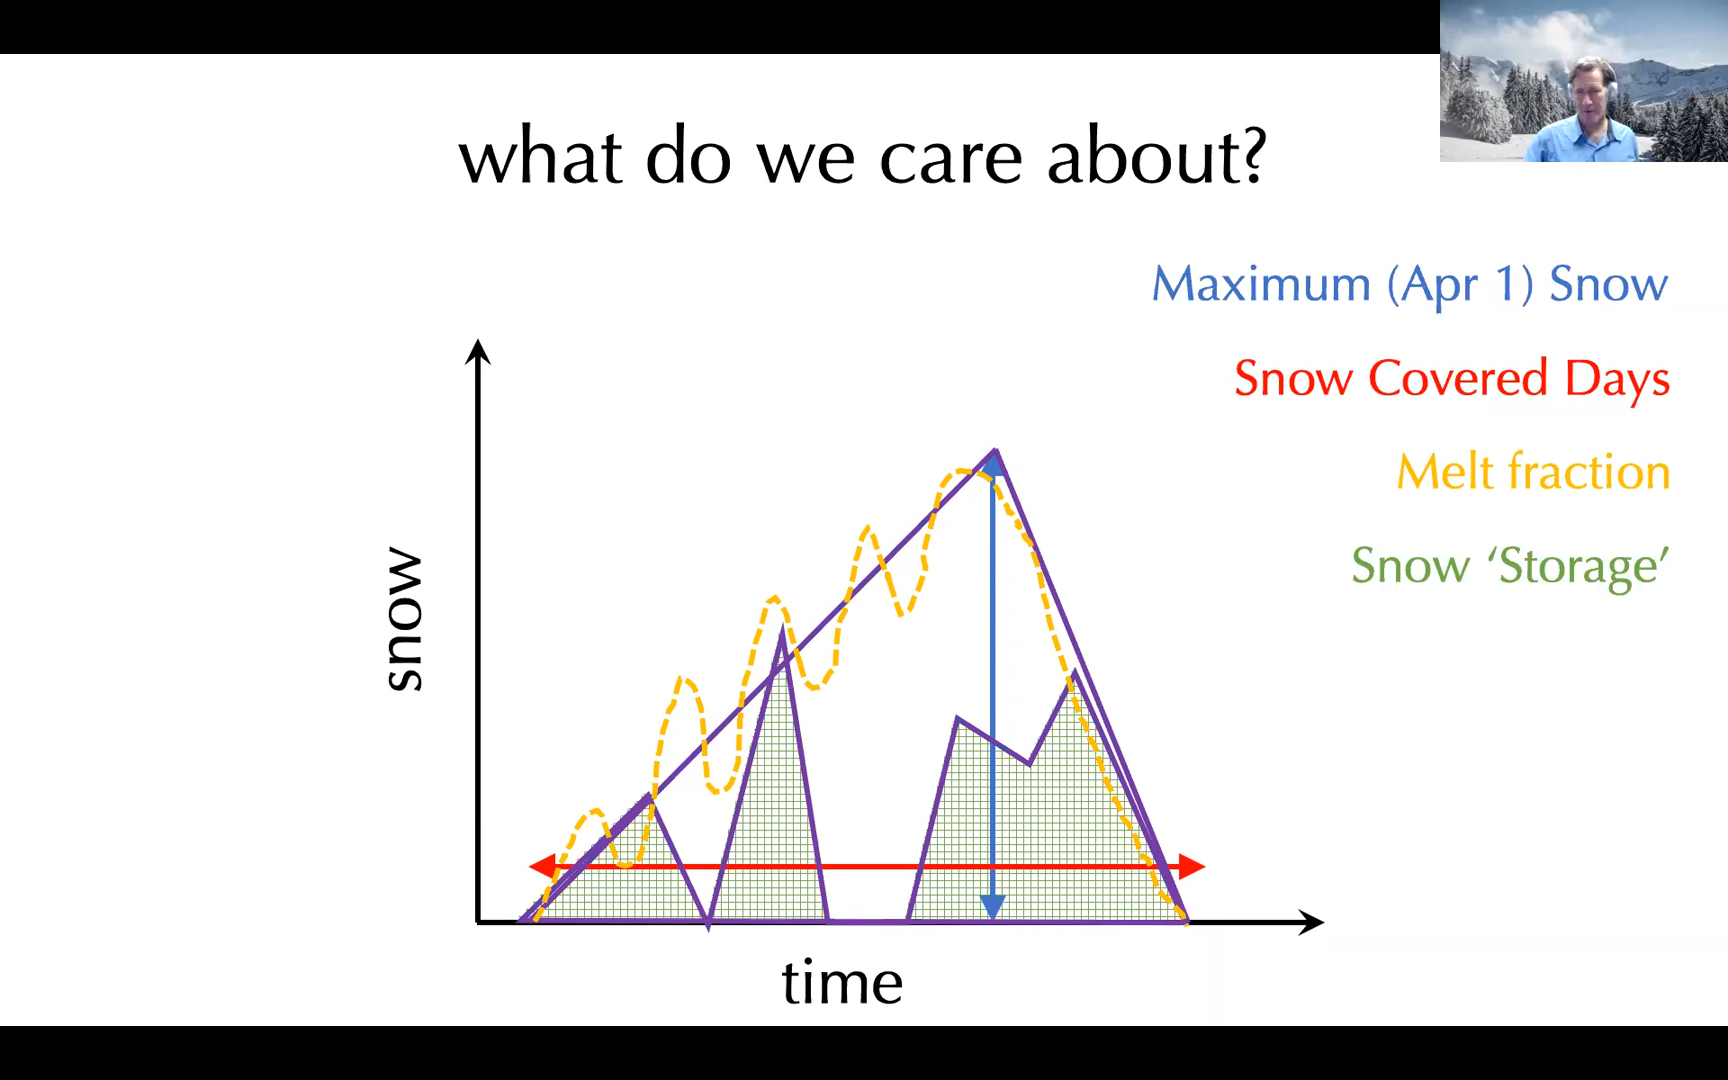 what do we care about?
Maximum (Apr 1) Snow
Snow Covered Days
Melt fraction
Snow ‘Storage’
snow
time